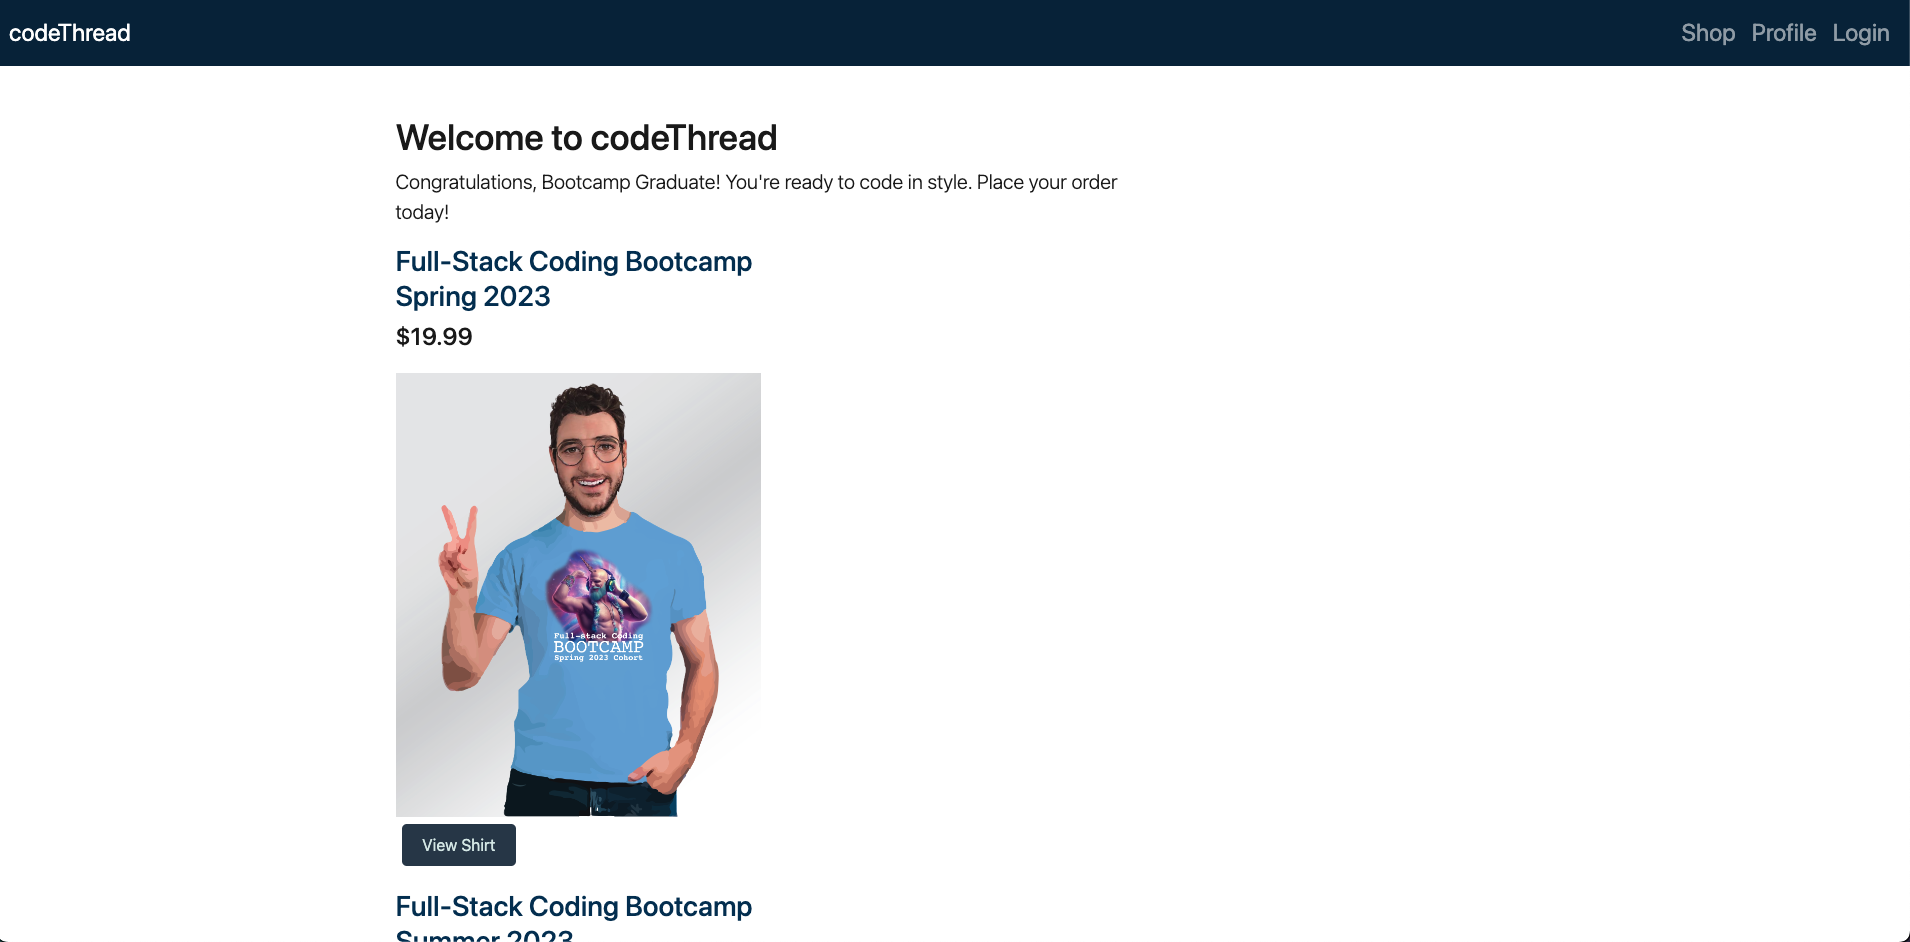 codeThread
Shop Profile Login
Welcome to codeThread
Congratulations, Bootcamp Graduate! You're ready to code in style. Place your order
today!
Full-Stack Coding Bootcamp
Spring 2023
$19.99
Full-stack Coding
BOOTCAMP
Spring 2023 Cohort
View Shirt
Full-Stack Coding Bootcamp
Summer 2023